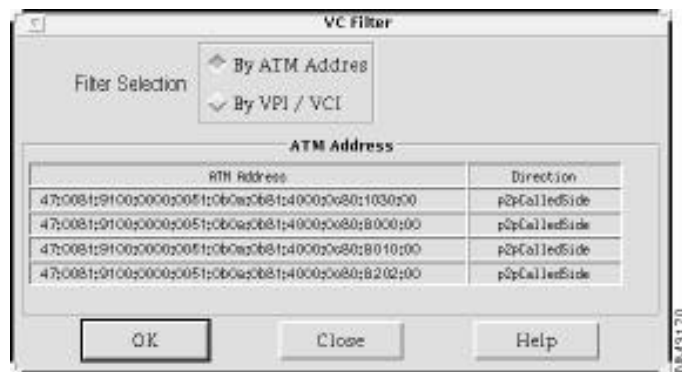 VC Filter
Filter Selection
By ATM Addres
By VPI / VCI
ATM Address
ATM Address Direction
47:0081:9100:0000:0051:0b0a:0b81:4000:0c80:1030:00 p2pCalledSide
47:0081:9100:0000:0051:0b0a:0b81:4000:0c80:B000:00 p2pCalledSide
47:0081:9100:0000:0051:0b0a:0b81:4000:0c80:B010:00 p2pCalledSide
47:0081:9100:0000:0051:0b0a:0b81:4000:0c80:B202:00 p2pCalledSide
OK Close Help